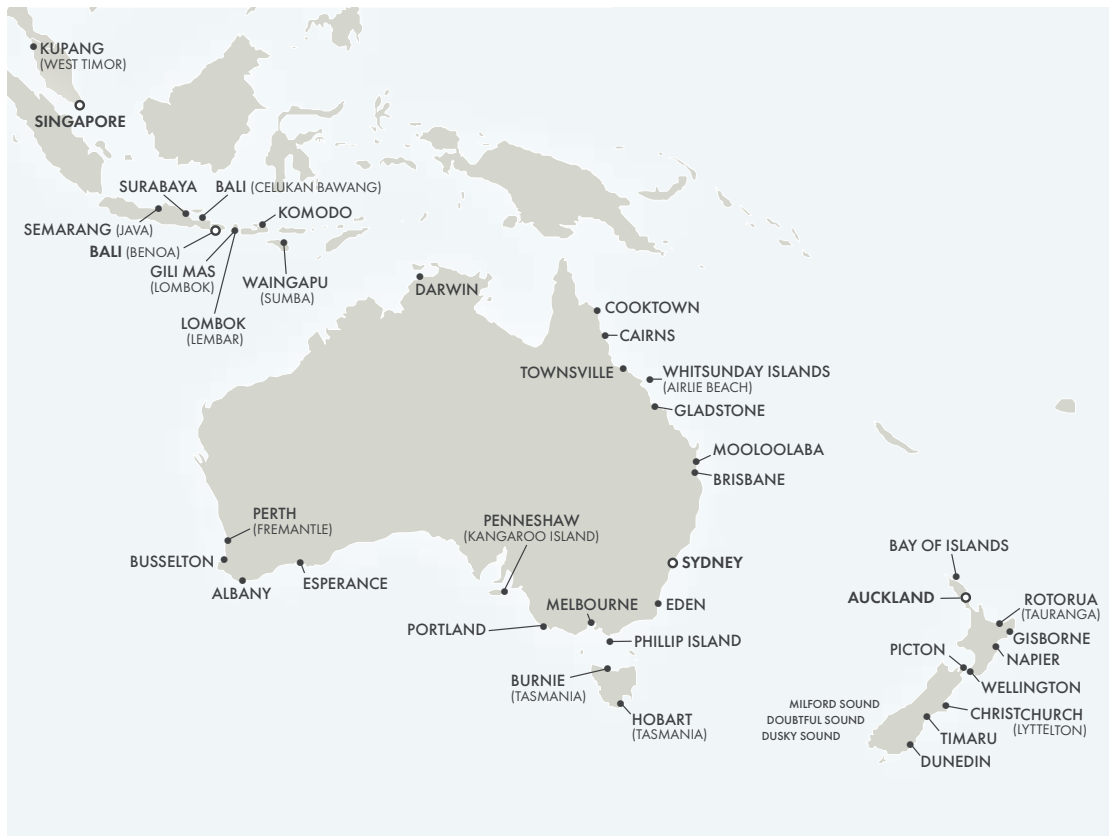 KUPANG
(WEST TIMOR)
SINGAPORE
SURABAYA
BALI (CELUKAN BAWANG)
KOMODO
SEMARANG (JAVA)
BALI (BENOA)
GILI MAS
(LOMBOK)
WAINGAPU
(SUMBA)
LOMBOK
(LEMBAR)
DARWIN
COOKTOWN
CAIRNS
TOWNSVILLE
WHITSUNDAY ISLANDS
(AIRLIE BEACH)
GLADSTONE
MOOLOOLABA
BRISBANE
PERTH
(FREMANTLE)
PENNESHAW
(KANGAROO ISLAND)
BUSSELTON
ALBANY
ESPERANCE
SYDNEY
MELBOURNE
EDEN
PORTLAND
PHILLIP ISLAND
BURNIE
(TASMANIA)
HOBART
(TASMANIA)
BAY OF ISLANDS
AUCKLAND
ROTORUA
(TAURANGA)
GISBORNE
PICTON
NAPIER
WELLINGTON
MILFORD SOUND
DOUBTFUL SOUND
DUSKY SOUND
CHRISTCHURCH
(LYTTELTON)
TIMARU
DUNEDIN